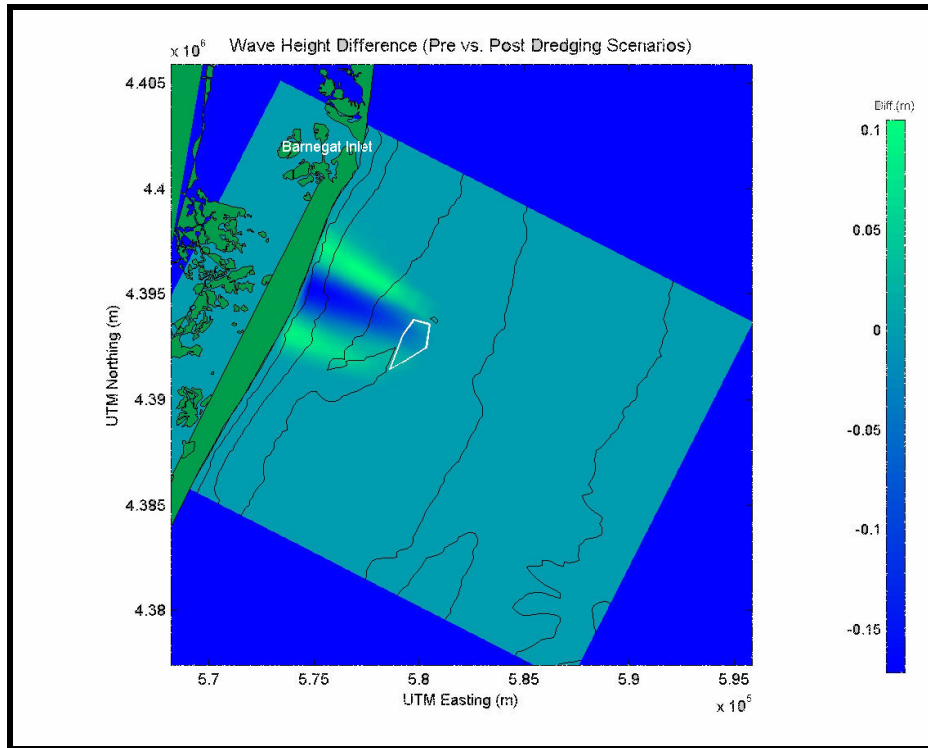 Wave Height Difference (Pre vs. Post Dredging Scenarios)
x 10^6
4.405
4.4
4.395
4.39
4.385
4.38
UTM Northing (m)
Barnegat Inlet
5.7
5.75
5.8
5.85
5.9
5.95
UTM Easting (m)
x 10^5
Diff.(m)
0.1
0.05
0
-0.05
-0.1
-0.15